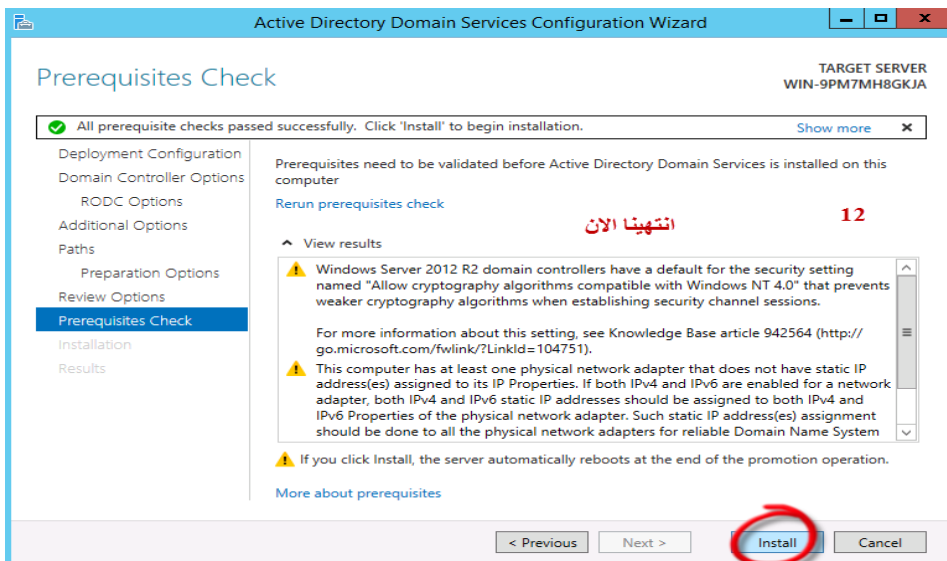 Active Directory Domain Services Configuration Wizard
Prerequisites Check
TARGET SERVER
WIN-9PM7MH8GKJA
All prerequisite checks passed successfully. Click 'Install' to begin installation.
Show more
Deployment Configuration
Domain Controller Options
RODC Options
Additional Options
Paths
Preparation Options
Review Options
Prerequisites Check
Installation
Results
Prerequisites need to be validated before Active Directory Domain Services is installed on this
computer
Rerun prerequisites check
انتهينا الان
12
View results
Windows Server 2012 R2 domain controllers have a default for the security setting
named "Allow cryptography algorithms compatible with Windows NT 4.0" that prevents
weaker cryptography algorithms when establishing security channel sessions.
For more information about this setting, see Knowledge Base article 942564 (http://
go.microsoft.com/fwlink/?LinkId=104751).
This computer has at least one physical network adapter that does not have static IP
address(es) assigned to its IP Properties. If both IPv4 and IPv6 are enabled for a network
adapter, both IPv4 and IPv6 static IP addresses should be assigned to both IPv4 and
IPv6 Properties of the physical network adapter. Such static IP address(es) assignment
should be done to all the physical network adapters for reliable Domain Name System
If you click Install, the server automatically reboots at the end of the promotion operation.
More about prerequisites
< Previous
Next >
Install
Cancel